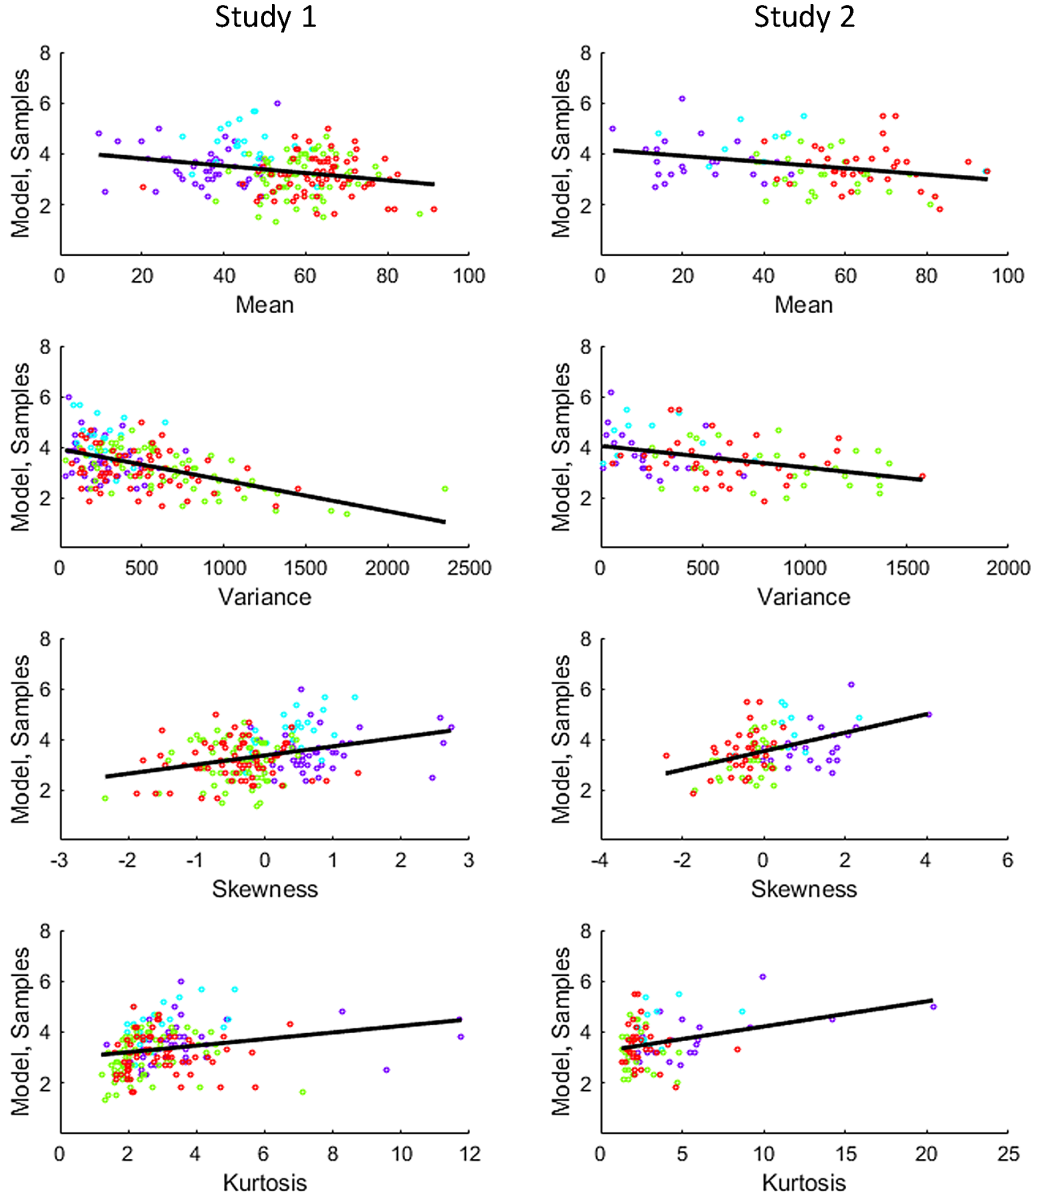 Study 1
Study 2
Model, Samples
8
6
4
2
0 20 40 60 80 100
Mean
Model, Samples
8
6
4
2
0 20 40 60 80 100
Mean
Model, Samples
8
6
4
2
0 500 1000 1500 2000 2500
Variance
Model, Samples
8
6
4
2
0 500 1000 1500 2000
Variance
Model, Samples
8
6
4
2
-3 -2 -1 0 1 2 3
Skewness
Model, Samples
8
6
4
2
-4 -2 0 2 4 6
Skewness
Model, Samples
8
6
4
2
0 2 4 6 8 10 12
Kurtosis
Model, Samples
8
6
4
2
0 5 10 15 20 25
Kurtosis